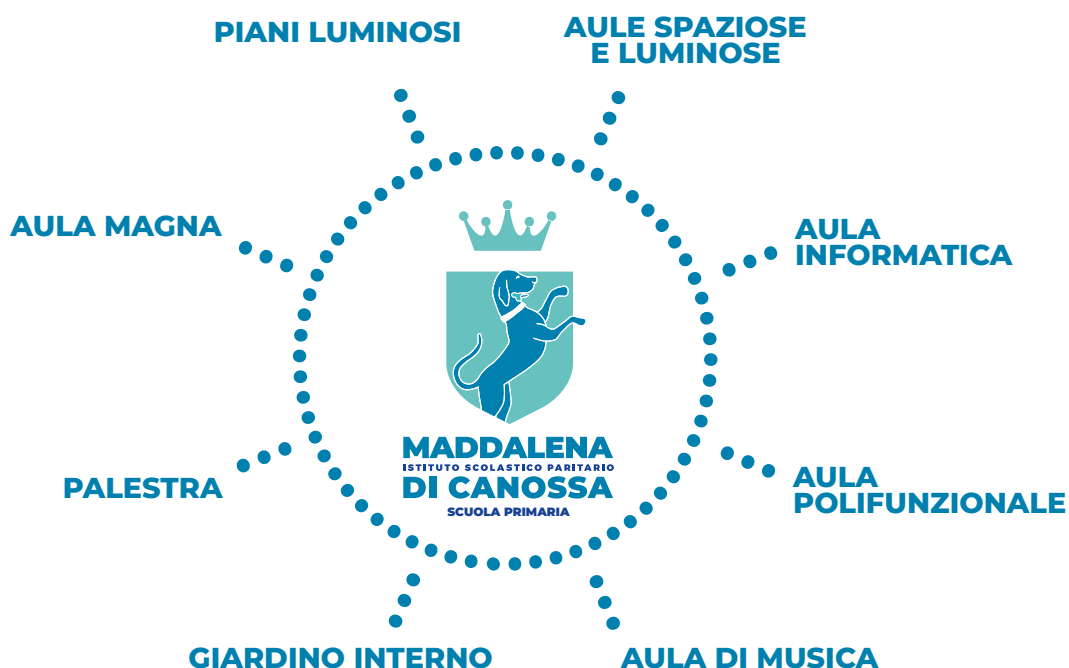 PIANI LUMINOSI
AULE SPAZIOSE
E LUMINOSE
AULA MAGNA
AULA
INFORMATICA
MADDALENA
ISTITUTO SCOLASTICO PARITARIO
DI CANOSSA
SCUOLA PRIMARIA
PALESTRA
AULA
POLIFUNZIONALE
GIARDINO INTERNO
AULA DI MUSICA